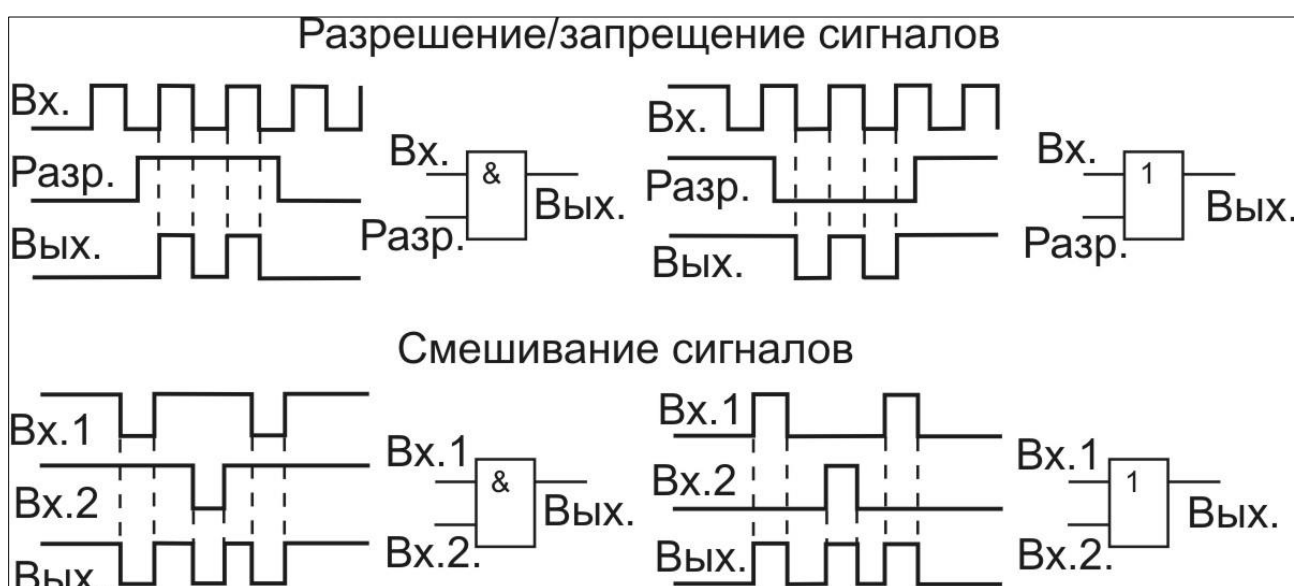 Разрешение/запрещение сигналов
Вх.
Разр.
Вых.
Вх.
&
Разр.
Вых.
Вх.
Разр.
Вых.
Вх.
1
Разр.
Вых.
Смешивание сигналов
Вх.1
Вх.2
Вых
Вх.1
&
Вх.2.
Вых.
Вх.1
Вх.2
Вых.
Вх.1
1
Вх.2.
Вых.